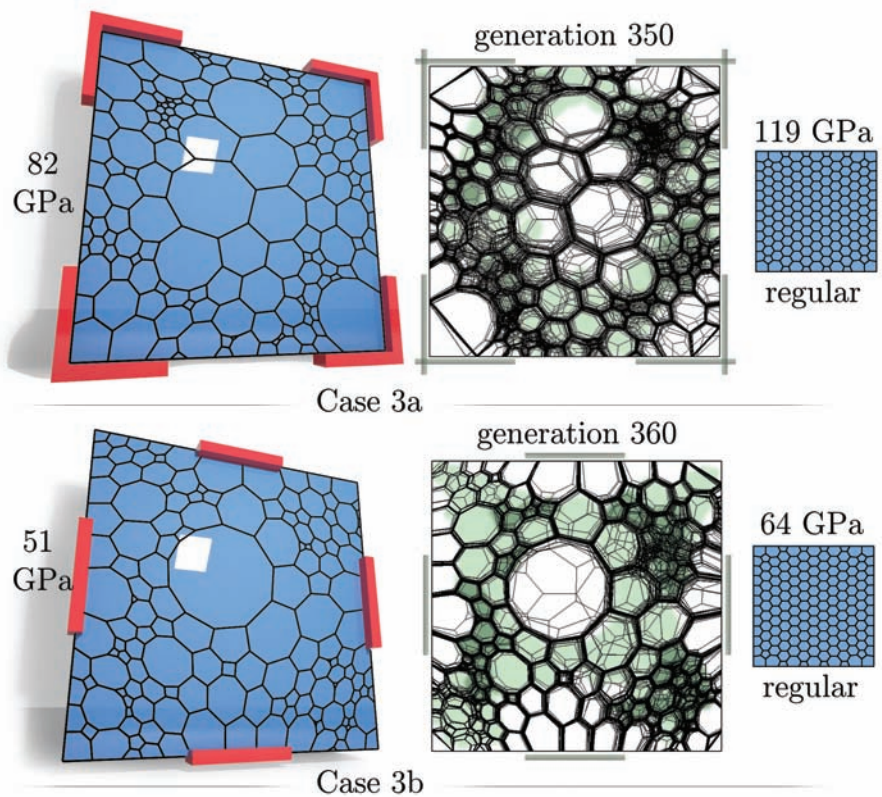 generation 350
82
GPa
119 GPa
regular
Case 3a
generation 360
51
GPa
64 GPa
regular
Case 3b